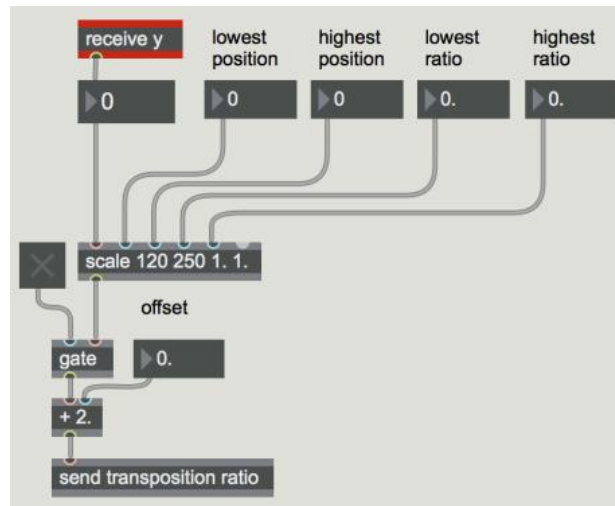 receive y
lowest
position
highest
position
lowest
ratio
highest
ratio
0
0
0
0.
0.
scale 120 250 1. 1.
offset
gate
0.
+ 2.
send transposition ratio